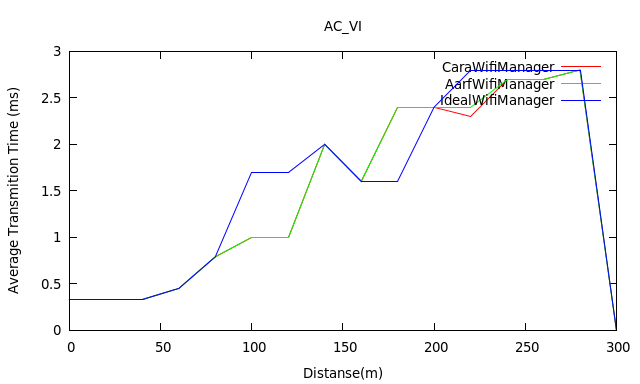 AC_VI
3
2.5
2
1.5
1
0.5
0
Average Transmition Time (ms)
CaraWifiManager
AarfWifiManager
IdealWifiManager
0 50 100 150 200 250 300
Distanse(m)